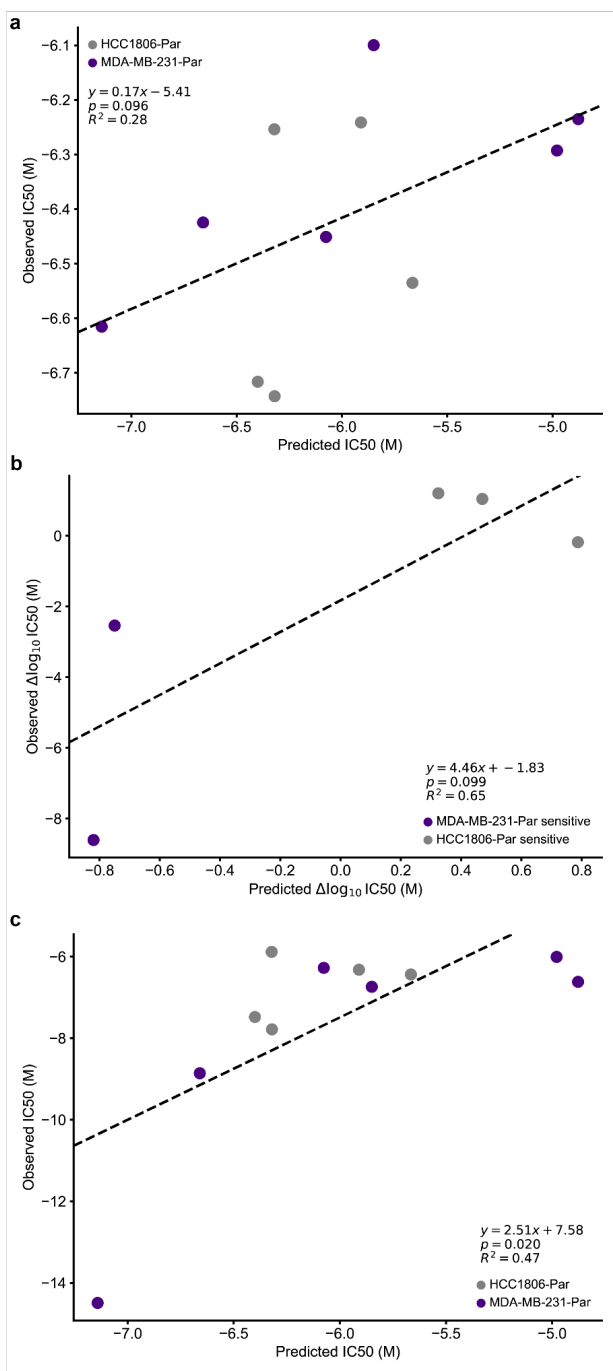 a
−6.1
−6.2
−6.3
−6.4
−6.5
−6.6
−6.7
Observed IC50 (M)
HCC1806-Par
MDA-MB-231-Par
y = 0.17x − 5.41
p = 0.096
R² = 0.28
−7.0 −6.5 −6.0 −5.5 −5.0
Predicted IC50 (M)
b
0
−2
−4
−6
−8
Observed Δlog₁₀ IC50 (M)
y = 4.46x + − 1.83
p = 0.099
R² = 0.65
MDA-MB-231-Par sensitive
HCC1806-Par sensitive
−0.8 −0.6 −0.4 −0.2 0.0 0.2 0.4 0.6 0.8
Predicted Δlog₁₀ IC50 (M)
c
−6
−8
−10
−12
−14
Observed IC50 (M)
y = 2.51x + 7.58
p = 0.020
R² = 0.47
HCC1806-Par
MDA-MB-231-Par
−7.0 −6.5 −6.0 −5.5 −5.0
Predicted IC50 (M)